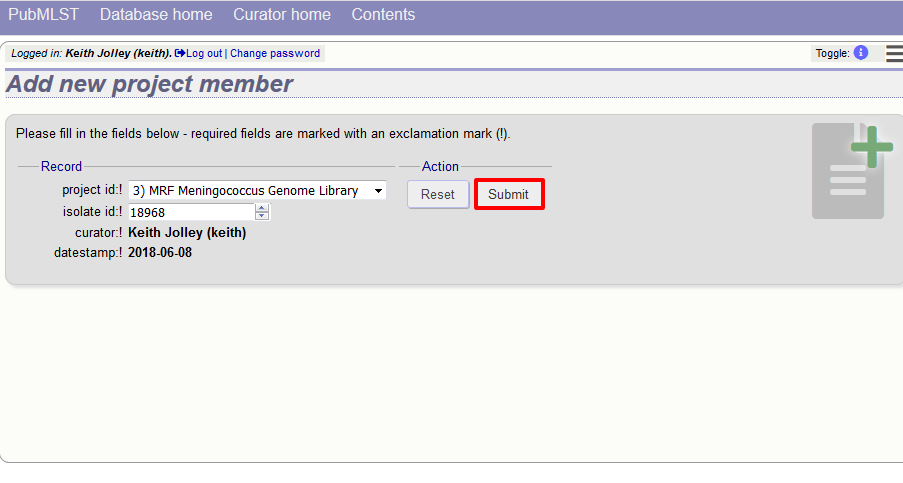 PubMLST Database home Curator home Contents
Logged in: Keith Jolley (keith). Log out | Change password Toggle: i
Add new project member
Please fill in the fields below - required fields are marked with an exclamation mark (!).
Record Action
project id:! 3) MRF Meningococcus Genome Library Reset Submit
isolate id:! 18968
curator:! Keith Jolley (keith)
datestamp:! 2018-06-08